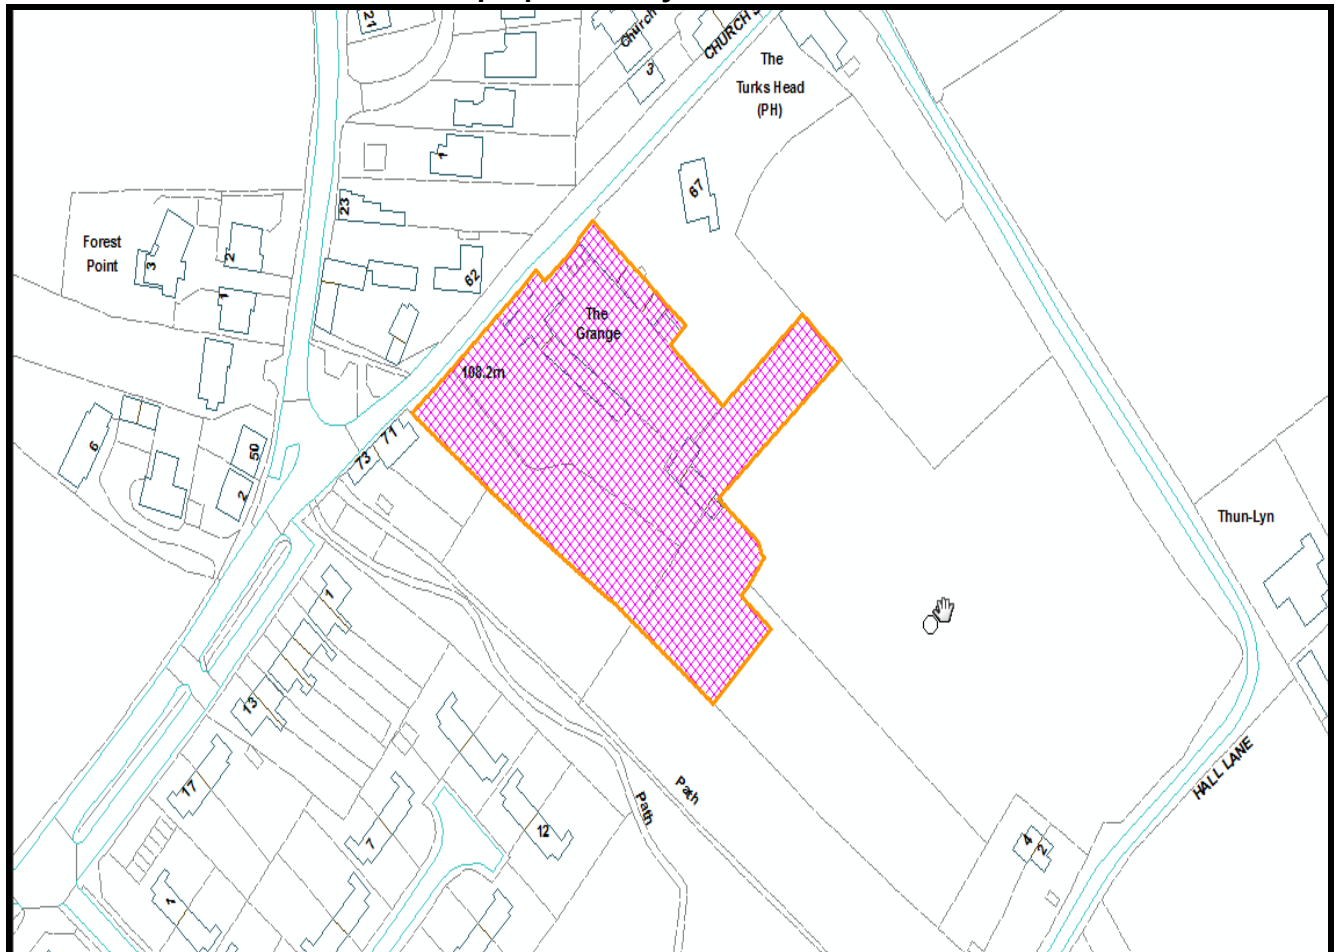 21
Church
CHURCH S
3
The
Turks Head
(PH)
1
67
23
Forest
Point
3
2
1
62
The
Grange
108.2m
71
73
6
50
2
Thun-Lyn
1
13
17
7
12
Path
Path
HALL LANE
4
2
1